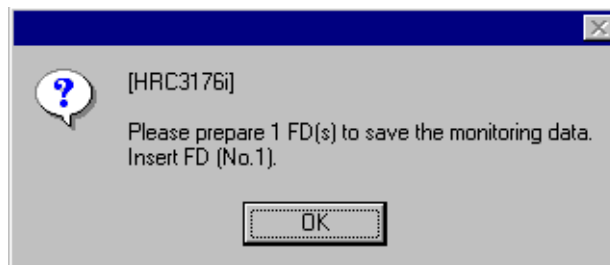 [HRC3176i]
Please prepare 1 FD(s) to save the monitoring data.
Insert FD (No.1).
OK